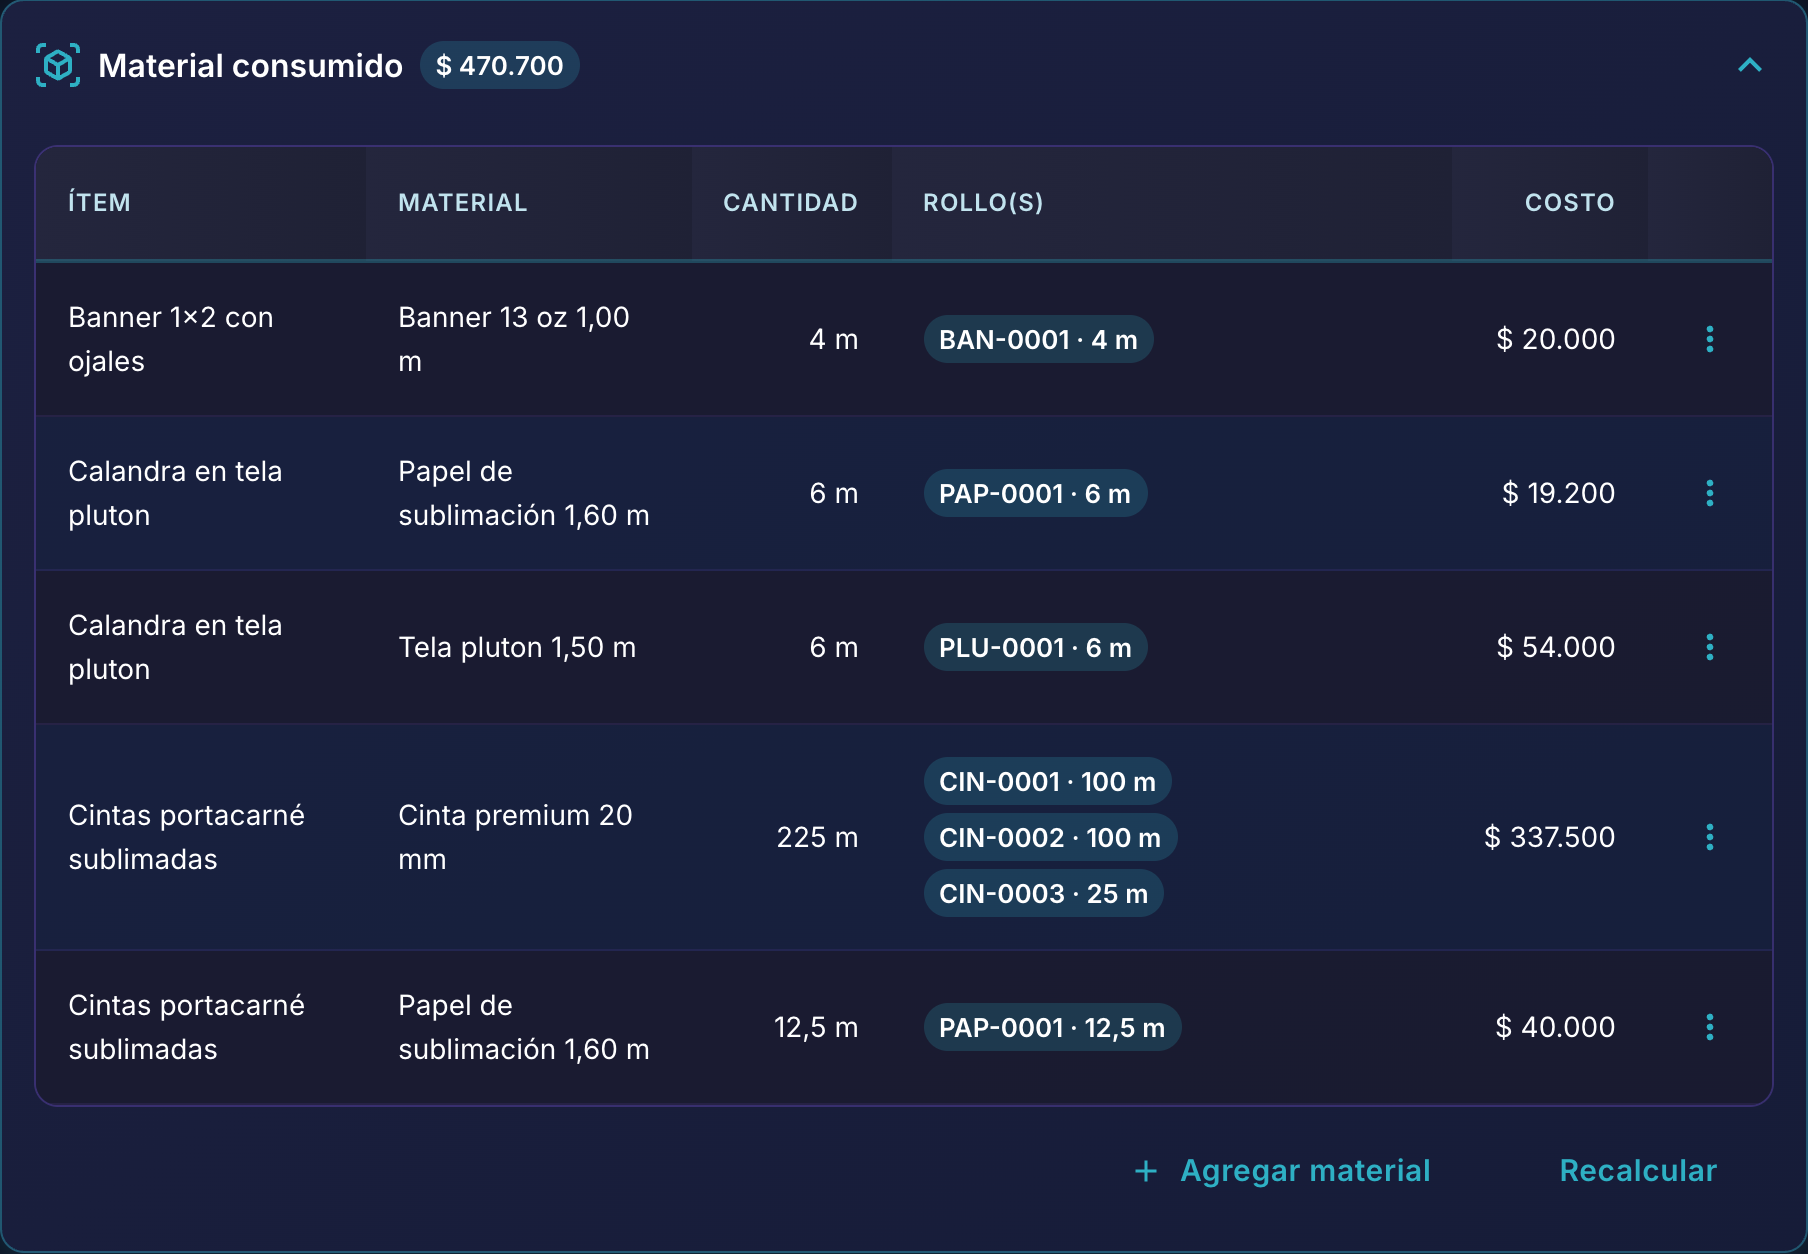 Material consumido $ 470.700
ÍTEM MATERIAL CANTIDAD ROLLO(S) COSTO
Banner 1×2 con
ojales
Banner 13 oz 1,00
m
4 m
BAN-0001 · 4 m
$ 20.000
Calandra en tela
pluton
Papel de
sublimación 1,60 m
6 m
PAP-0001 · 6 m
$ 19.200
Calandra en tela
pluton
Tela pluton 1,50 m
6 m
PLU-0001 · 6 m
$ 54.000
Cintas portacarné
sublimadas
Cinta premium 20
mm
225 m
CIN-0001 · 100 m
CIN-0002 · 100 m
CIN-0003 · 25 m
$ 337.500
Cintas portacarné
sublimadas
Papel de
sublimación 1,60 m
12,5 m
PAP-0001 · 12,5 m
$ 40.000
+ Agregar material
Recalcular